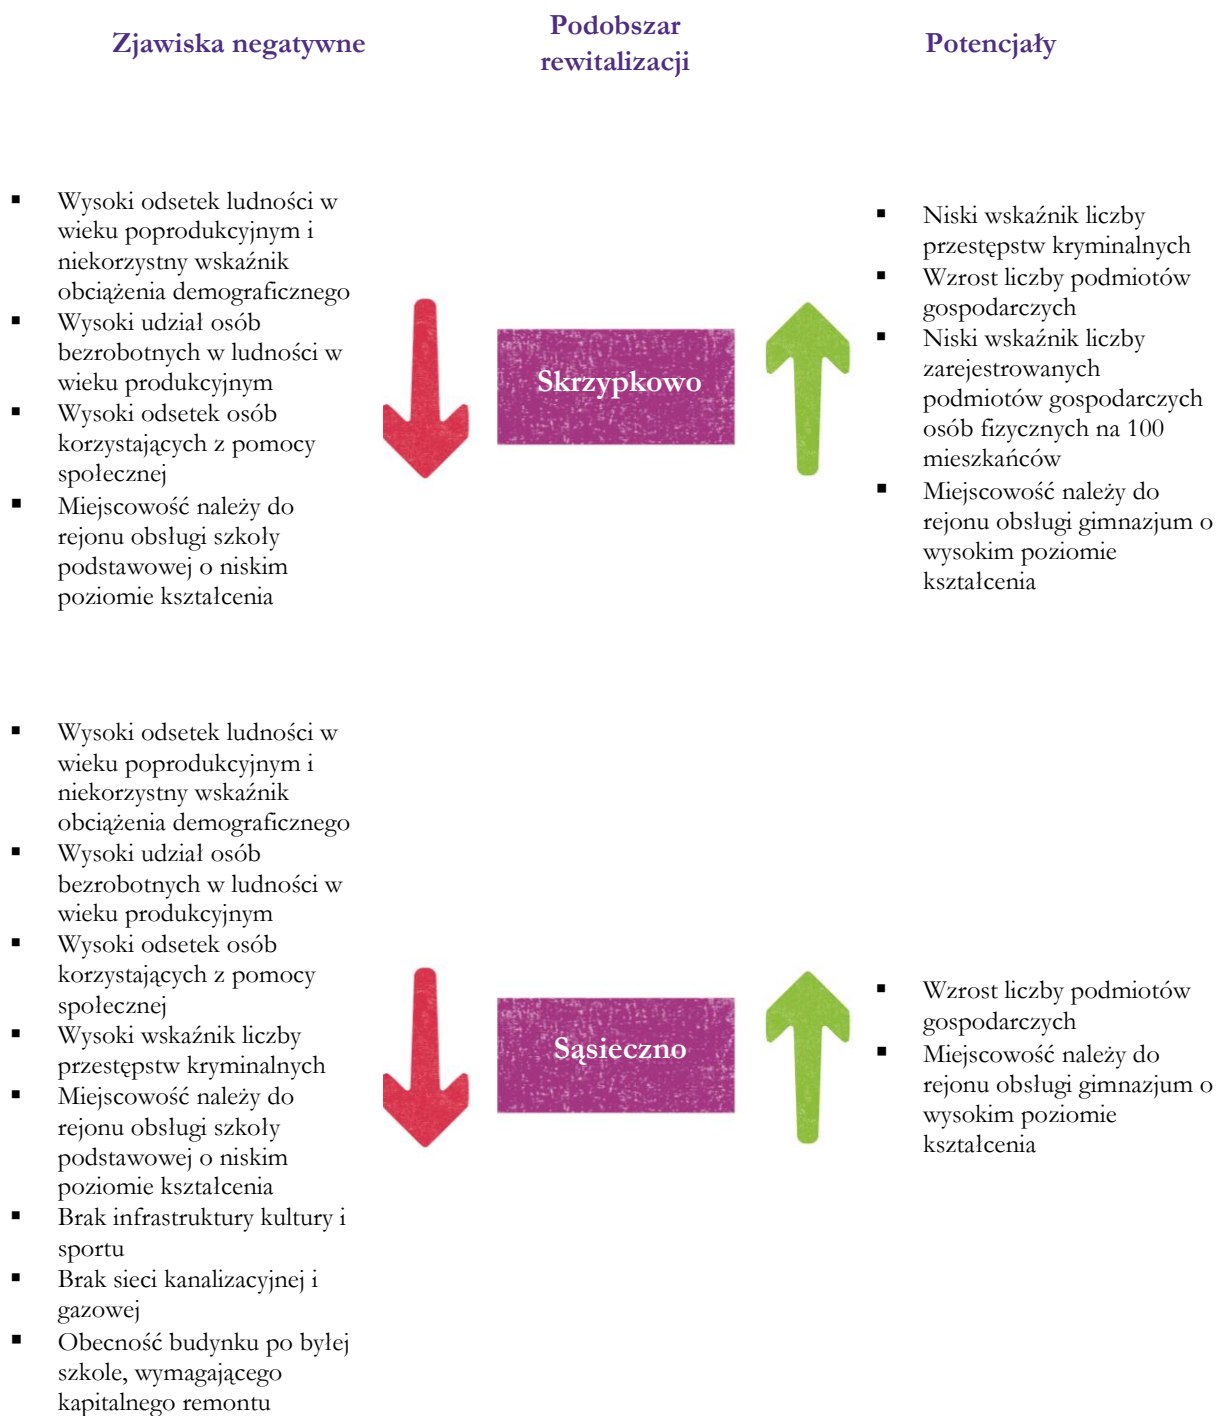 Zjawiska negatywne
Podobszar
rewitalizacji
Potencjały
▪ Wysoki odsetek ludności w
wieku poprodukcyjnym i
niekorzystny wskaźnik
obciążenia demograficznego
▪ Wysoki udział osób
bezrobotnych w ludności w
wieku produkcyjnym
▪ Wysoki odsetek osób
korzystających z pomocy
społecznej
▪ Miejscowość należy do
rejonu obsługi szkoły
podstawowej o niskim
poziomie kształcenia
Skrzypkowo
▪ Niski wskaźnik liczby
przestępstw kryminalnych
▪ Wzrost liczby podmiotów
gospodarczych
▪ Niski wskaźnik liczby
zarejestrowanych
podmiotów gospodarczych
osób fizycznych na 100
mieszkańców
▪ Miejscowość należy do
rejonu obsługi gimnazjum o
wysokim poziomie
kształcenia
▪ Wysoki odsetek ludności w
wieku poprodukcyjnym i
niekorzystny wskaźnik
obciążenia demograficznego
▪ Wysoki udział osób
bezrobotnych w ludności w
wieku produkcyjnym
▪ Wysoki odsetek osób
korzystających z pomocy
społecznej
▪ Wysoki wskaźnik liczby
przestępstw kryminalnych
▪ Miejscowość należy do
rejonu obsługi szkoły
podstawowej o niskim
poziomie kształcenia
▪ Brak infrastruktury kultury i
sportu
▪ Brak sieci kanalizacyjnej i
gazowej
▪ Obecność budynku po byłej
szkole, wymagającego
kapitalnego remontu
Sąsieczno
▪ Wzrost liczby podmiotów
gospodarczych
▪ Miejscowość należy do
rejonu obsługi gimnazjum o
wysokim poziomie
kształcenia